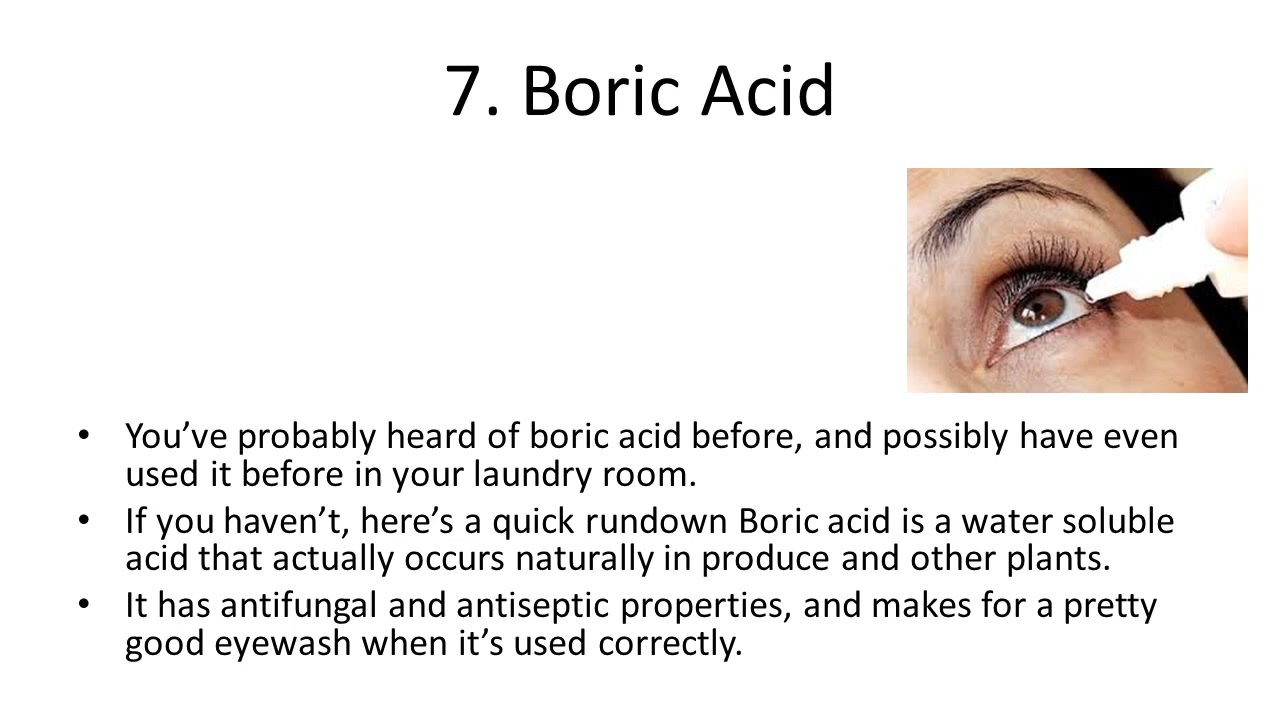 7. Boric Acid
• You’ve probably heard of boric acid before, and possibly have even
used it before in your laundry room.
• If you haven’t, here’s a quick rundown Boric acid is a water soluble
acid that actually occurs naturally in produce and other plants.
• It has antifungal and antiseptic properties, and makes for a pretty
good eyewash when it’s used correctly.